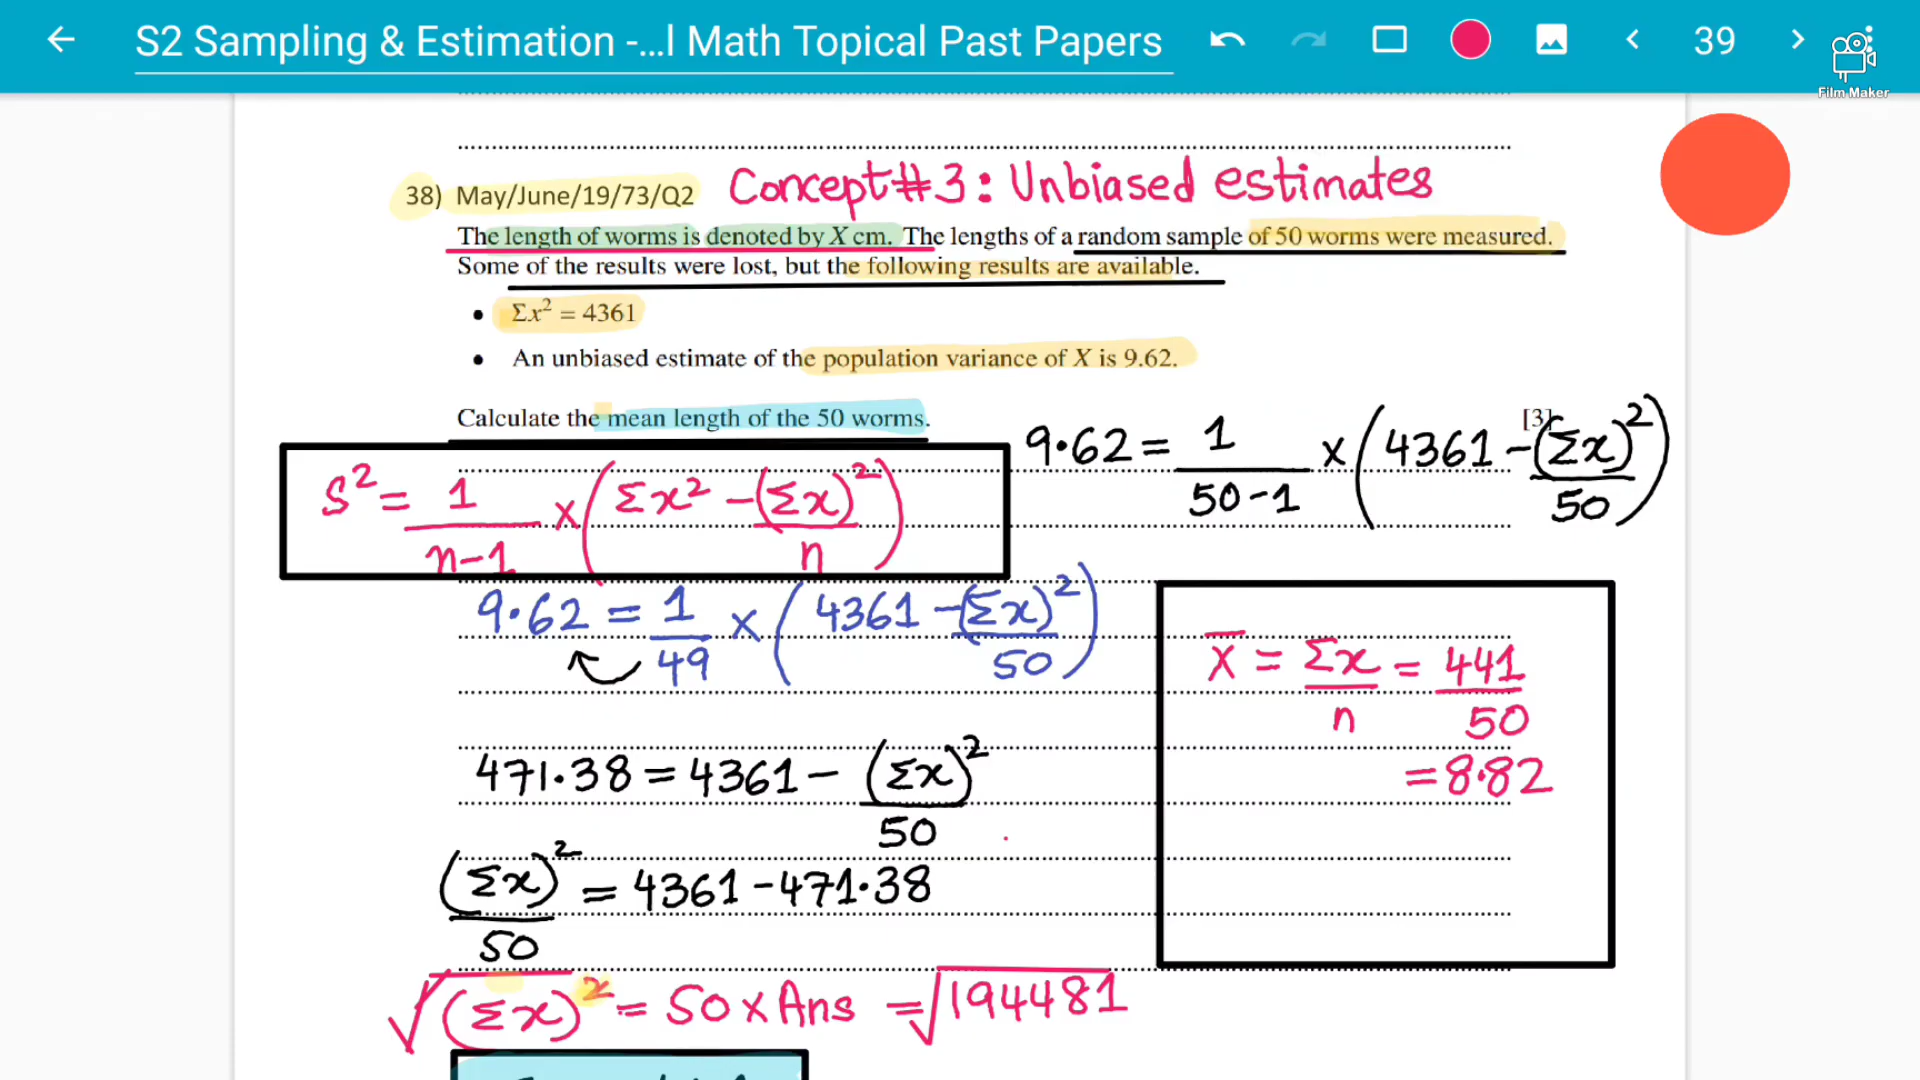 S2 Sampling & Estimation -...l Math Topical Past Papers
39
Film Maker
38) May/June/19/73/Q2 Concept#3: Unbiased estimates
The length of worms is denoted by X cm. The lengths of a random sample of 50 worms were measured.
Some of the results were lost, but the following results are available.
• Σx² = 4361
• An unbiased estimate of the population variance of X is 9.62.
Calculate the mean length of the 50 worms. [3]
9.62 = 1/(50-1) × (4361 - (Σx)²/50)
S² = 1/(n-1) × (Σx² - (Σx)²/n)
9.62 = 1/49 × (4361 - (Σx)²/50)
x̄ = Σx/n = 441/50
= 8.82
471.38 = 4361 - (Σx)²/50
(Σx)²/50 = 4361 - 471.38
√(Σx)² = 50 × Ans = √194481